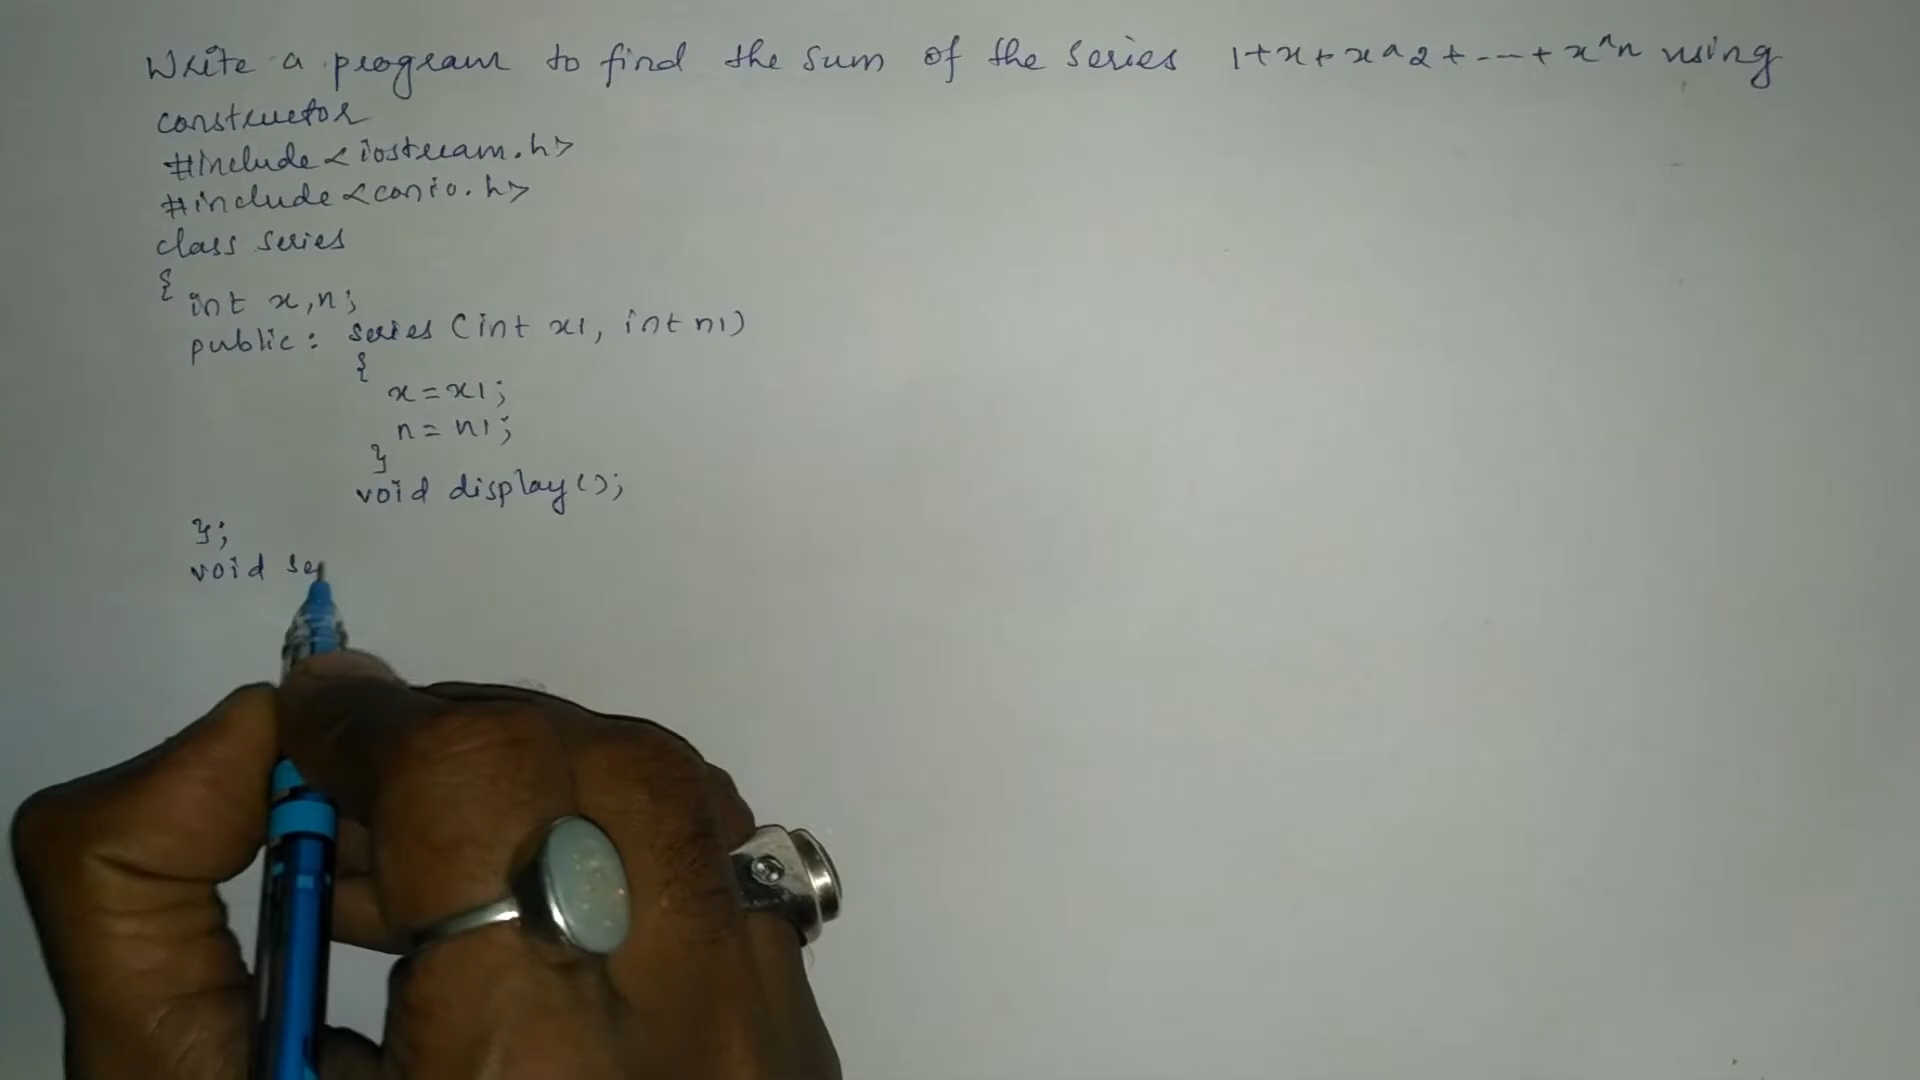 Write a program to find the sum of the series 1+x+x^2+---+x^n using
constructor
#include<iostream.h>
#include<conio.h>
class series
{
int x,n;
public: series (int x1, int n1)
{
x=x1;
n=n1;
}
void display();
};
void se